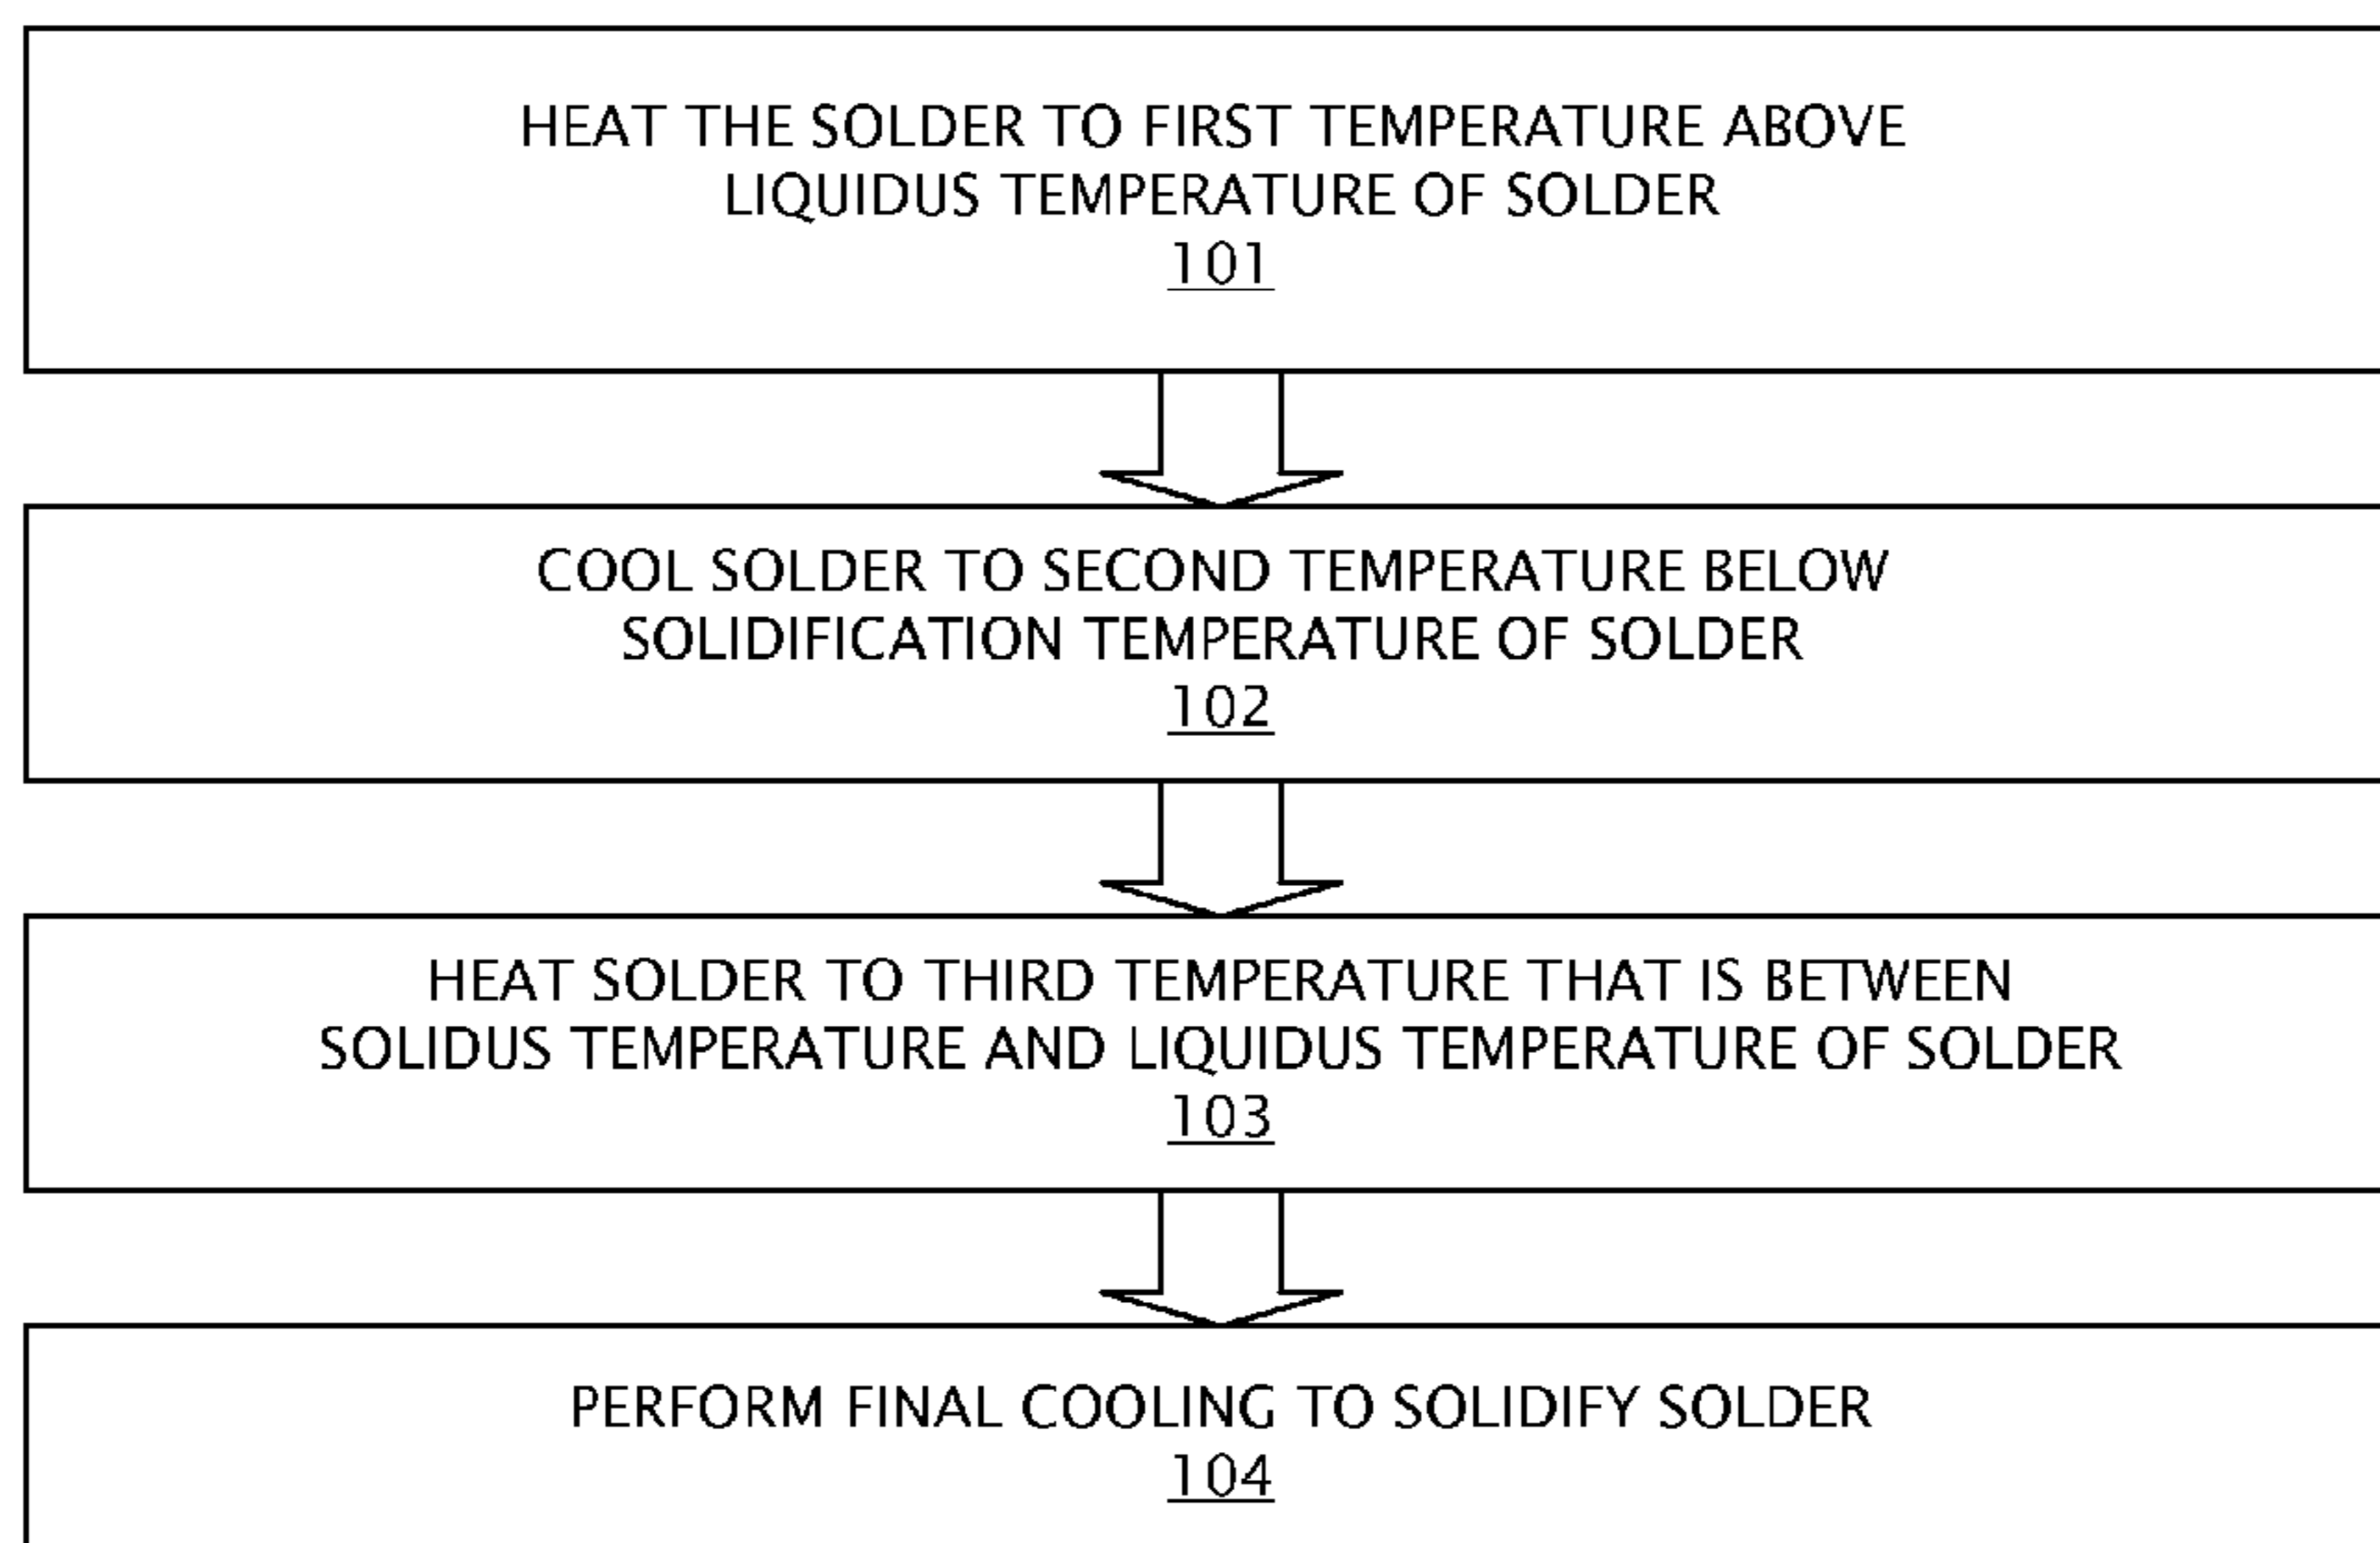 HEAT THE SOLDER TO FIRST TEMPERATURE ABOVE
LIQUIDUS TEMPERATURE OF SOLDER
101
COOL SOLDER TO SECOND TEMPERATURE BELOW
SOLIDIFICATION TEMPERATURE OF SOLDER
102
HEAT SOLDER TO THIRD TEMPERATURE THAT IS BETWEEN
SOLIDUS TEMPERATURE AND LIQUIDUS TEMPERATURE OF SOLDER
103
PERFORM FINAL COOLING TO SOLIDIFY SOLDER
104